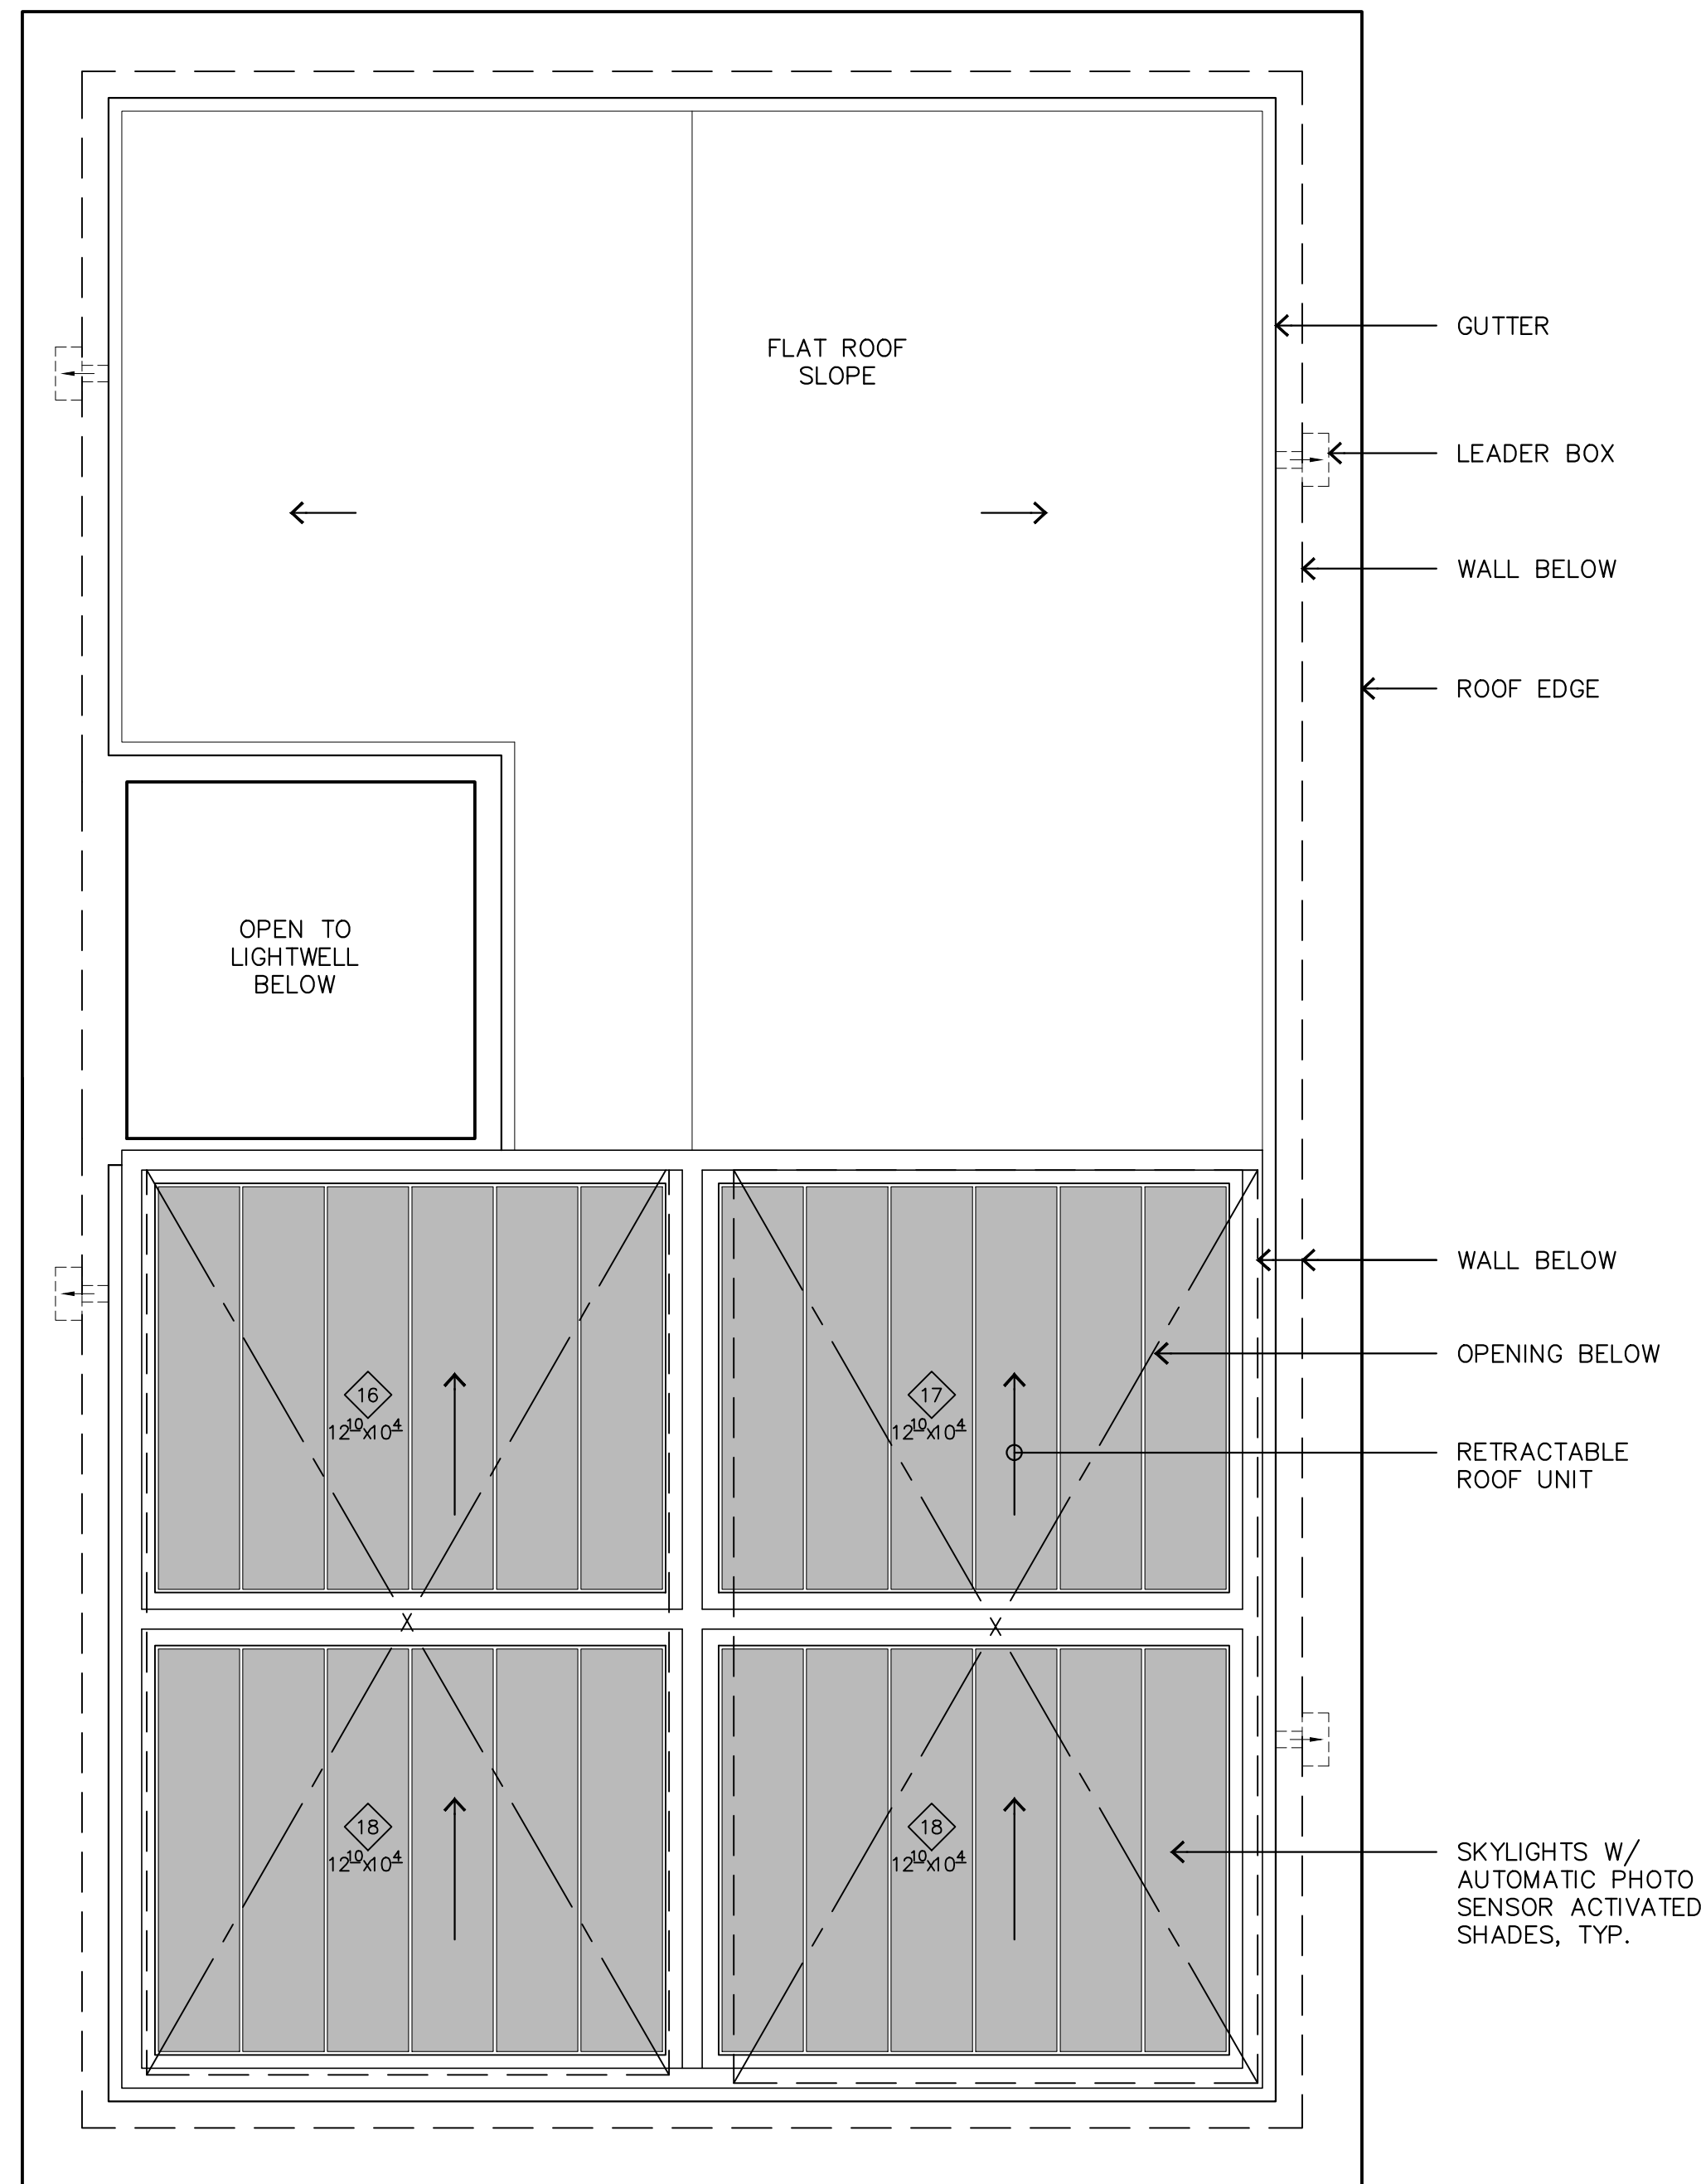 FLAT ROOF
SLOPE
GUTTER
LEADER BOX
WALL BELOW
ROOF EDGE
OPEN TO
LIGHTWELL
BELOW
WALL BELOW
OPENING BELOW
16
1210x104
17
1210x104
RETRACTABLE
ROOF UNIT
X
X
18
1210x104
18
1210x104
SKYLIGHTS W/
AUTOMATIC PHOTO
SENSOR ACTIVATED
SHADES, TYP.